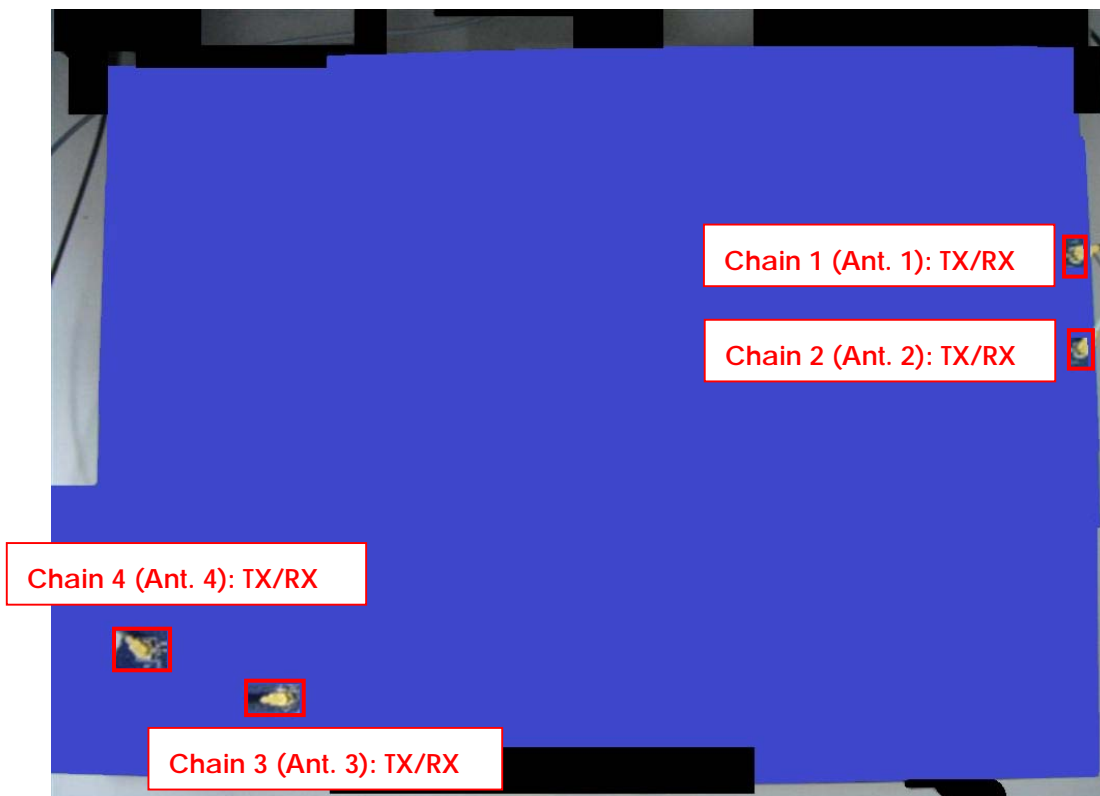 Chain 1 (Ant. 1): TX/RX
Chain 2 (Ant. 2): TX/RX
Chain 4 (Ant. 4): TX/RX
Chain 3 (Ant. 3): TX/RX